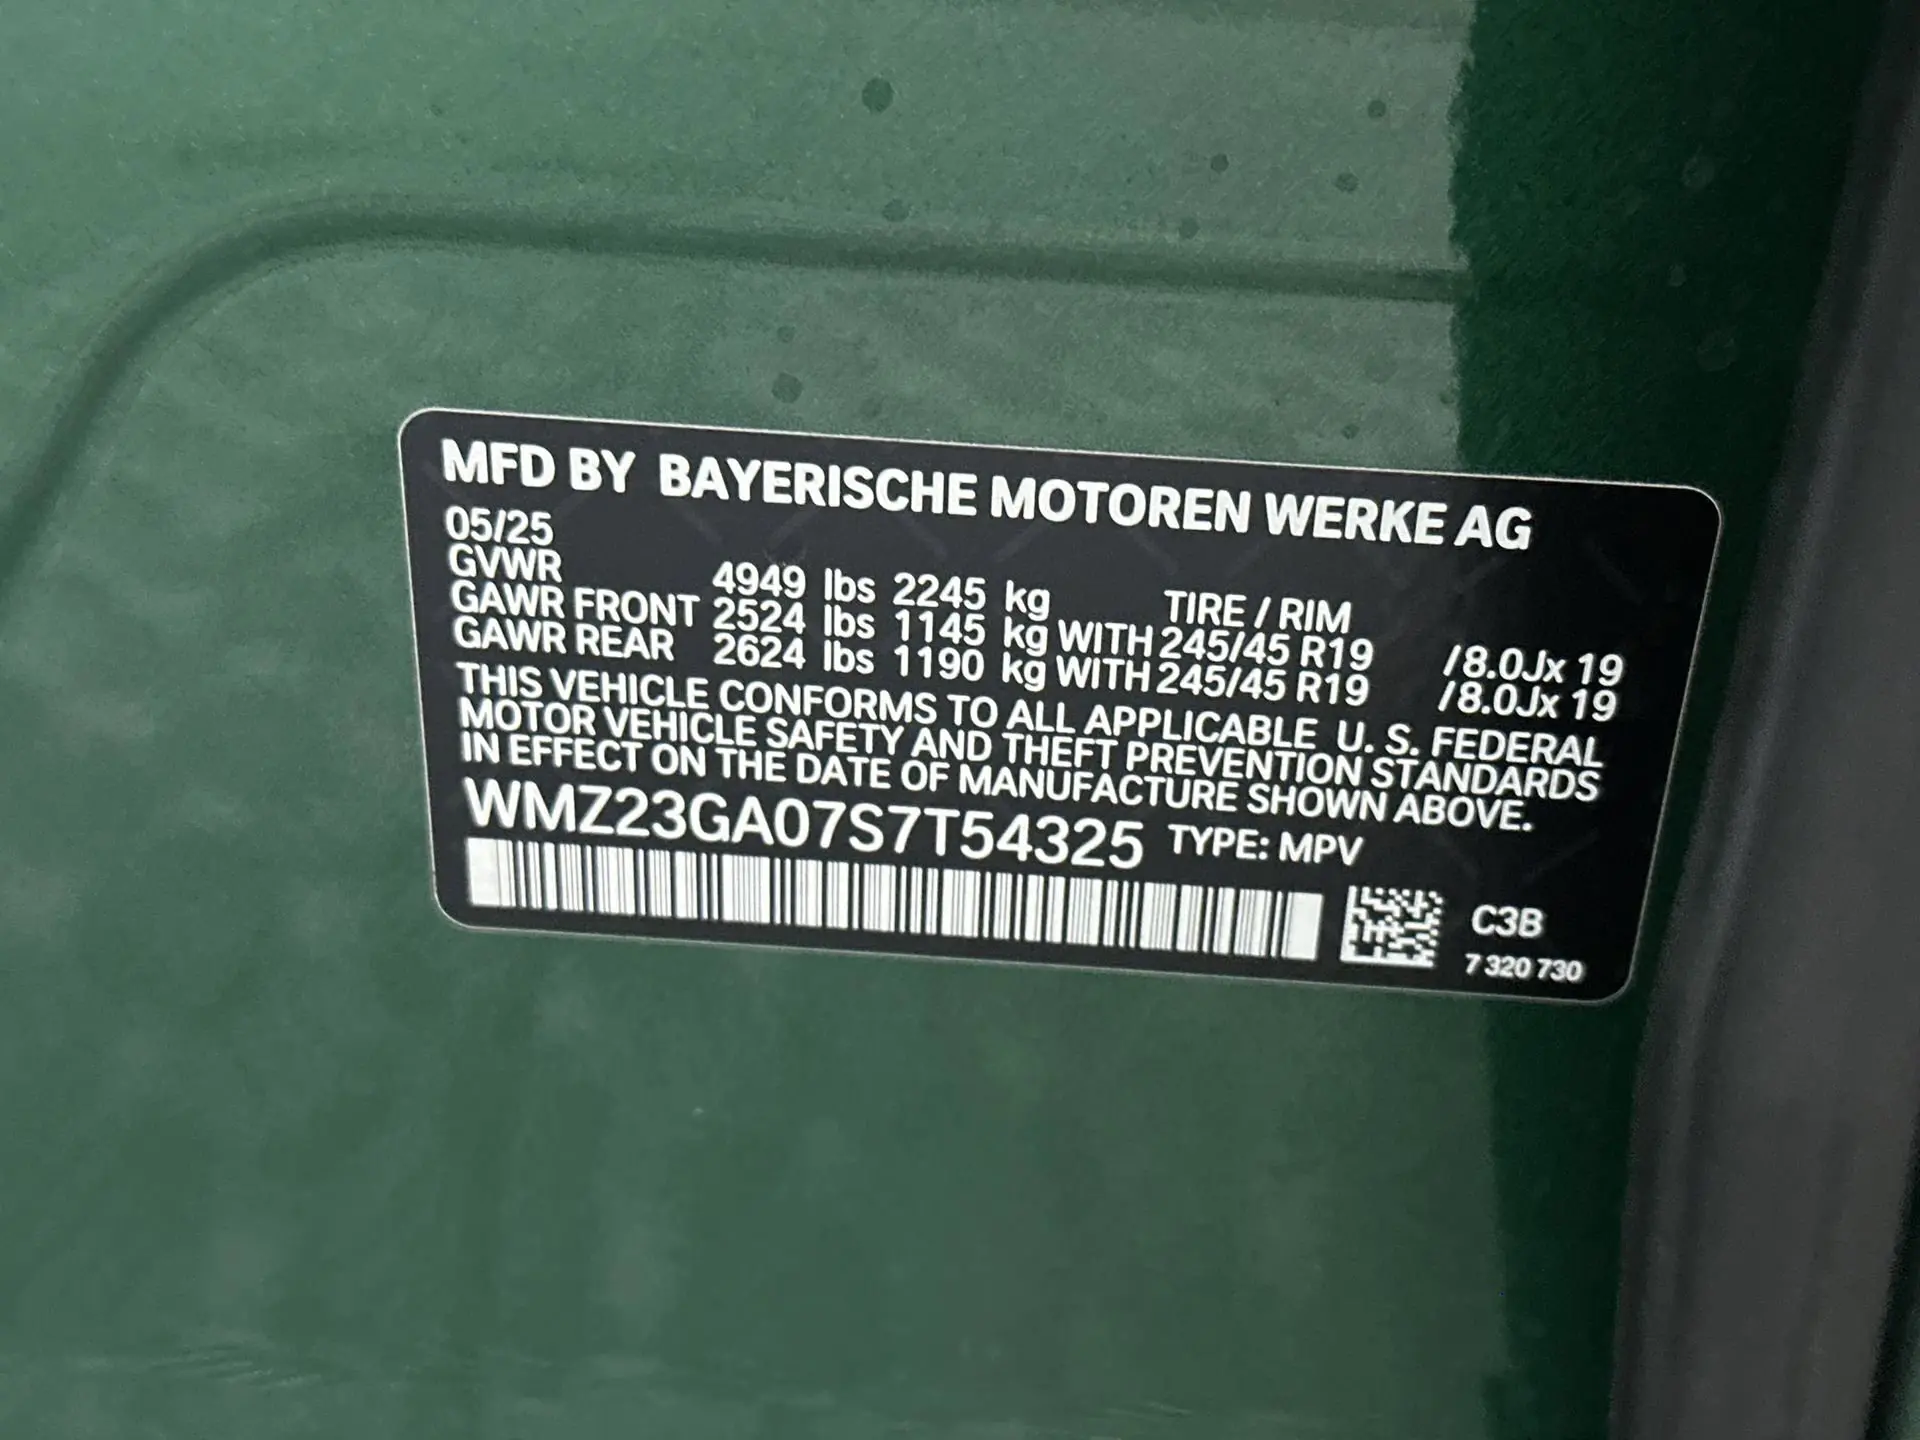 MFD BY BAYERISCHE MOTOREN WERKE AG
05/25
GVWR 4949 lbs 2245 kg TIRE / RIM
GAWR FRONT 2524 lbs 1145 kg WITH 245/45 R19 /8.0Jx 19
GAWR REAR 2624 lbs 1190 kg WITH 245/45 R19 /8.0Jx 19
THIS VEHICLE CONFORMS TO ALL APPLICABLE U. S. FEDERAL
MOTOR VEHICLE SAFETY AND THEFT PREVENTION STANDARDS
IN EFFECT ON THE DATE OF MANUFACTURE SHOWN ABOVE.
WMZ23GA07S7T54325 TYPE: MPV
C3B
7 320 730